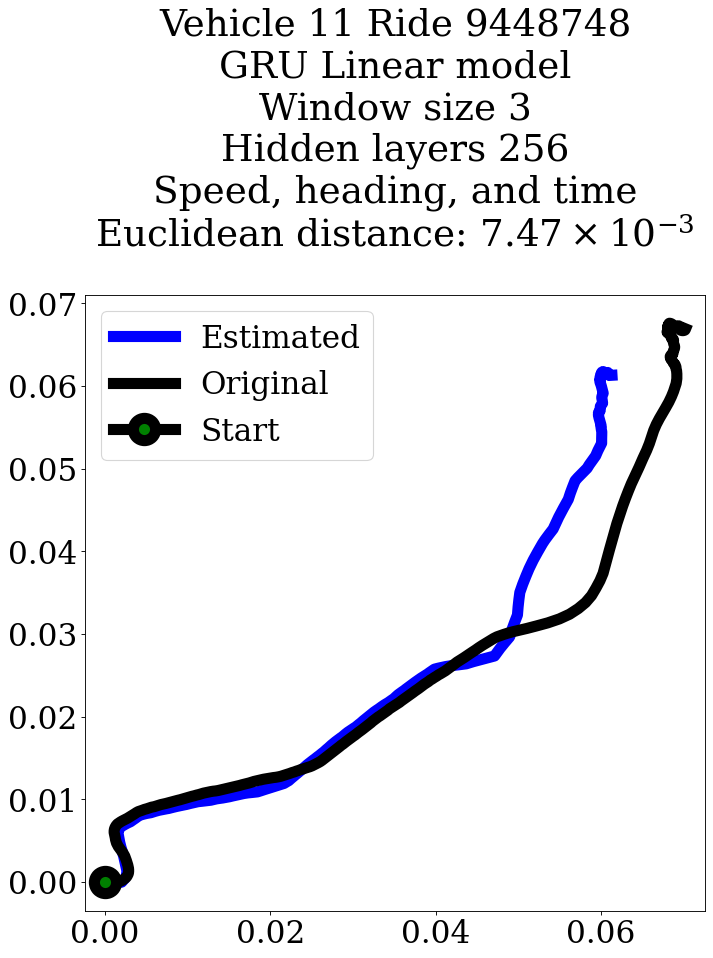 Vehicle 11 Ride 9448748
GRU Linear model
Window size 3
Hidden layers 256
Speed, heading, and time
Euclidean distance: 7.47 × 10⁻³
0.07
0.06
0.05
0.04
0.03
0.02
0.01
0.00
Estimated
Original
Start
0.00 0.02 0.04 0.06